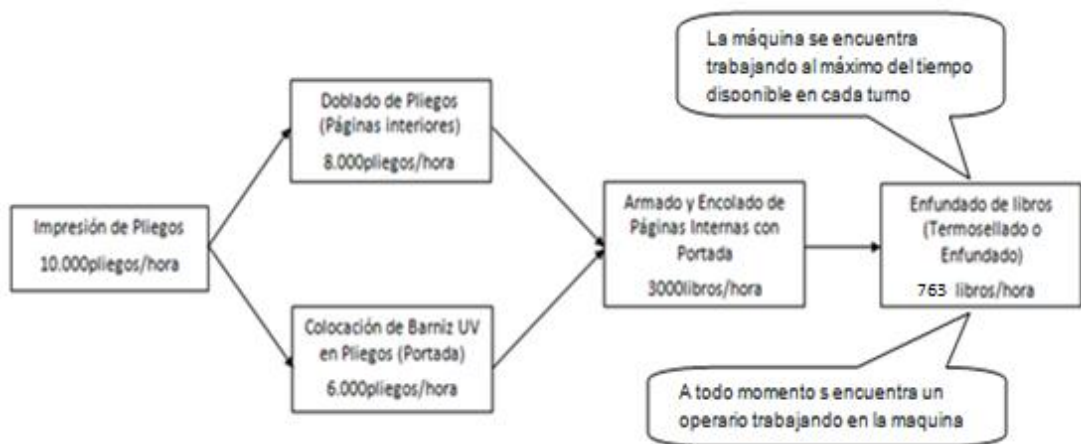 Impresión de Pliegos
10.000pliegos/hora
Doblado de Pliegos
(Páginas interiores)
8.000pliegos/hora
Colocación de Barniz UV
en Pliegos (Portada)
6.000pliegos/hora
Armado y Encolado de
Páginas Internas con
Portada
3000libros/hora
La máquina se encuentra
trabajando al máximo del tiempo
disoonible en cada turno
Enfundado de libros
(Termosellado o
Enfundado)
763 libros/hora
A todo momento s encuentra un
operario trabajando en la maquina